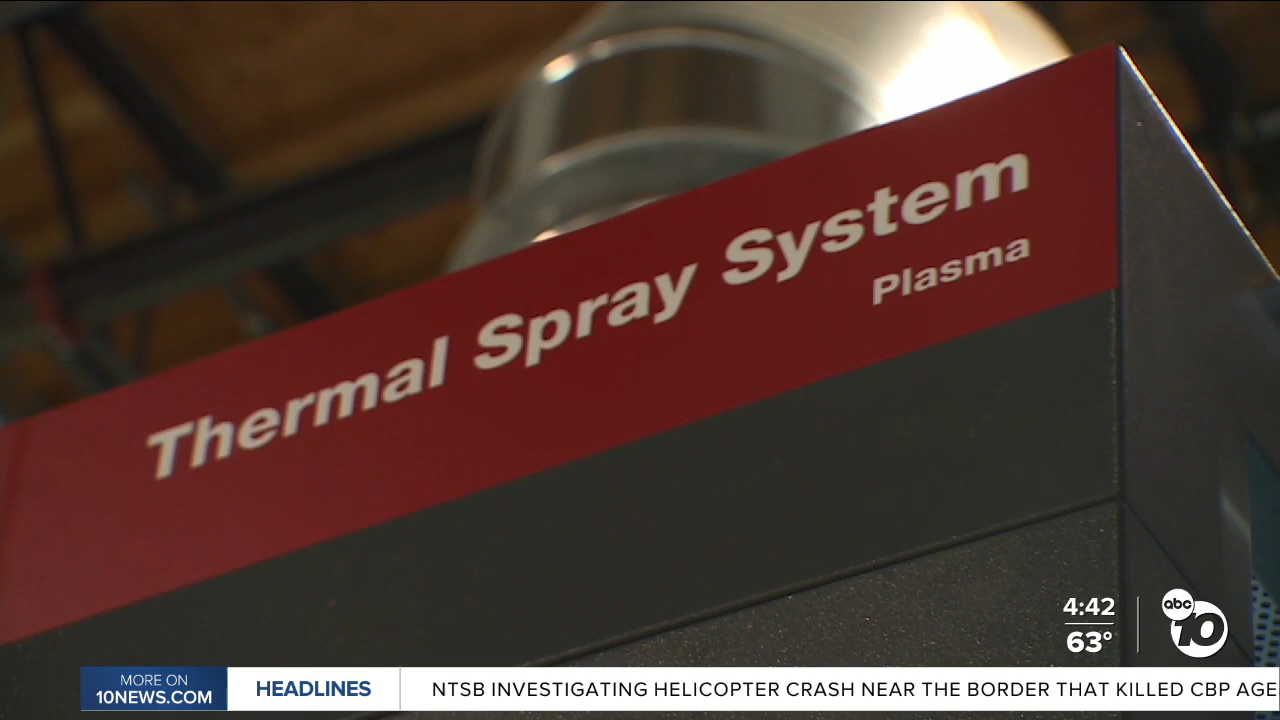 Thermal Spray System
Plasma
4:42
63°
abc
10
MORE ON
10NEWS.COM
HEADLINES
NTSB INVESTIGATING HELICOPTER CRASH NEAR THE BORDER THAT KILLED CBP AGE